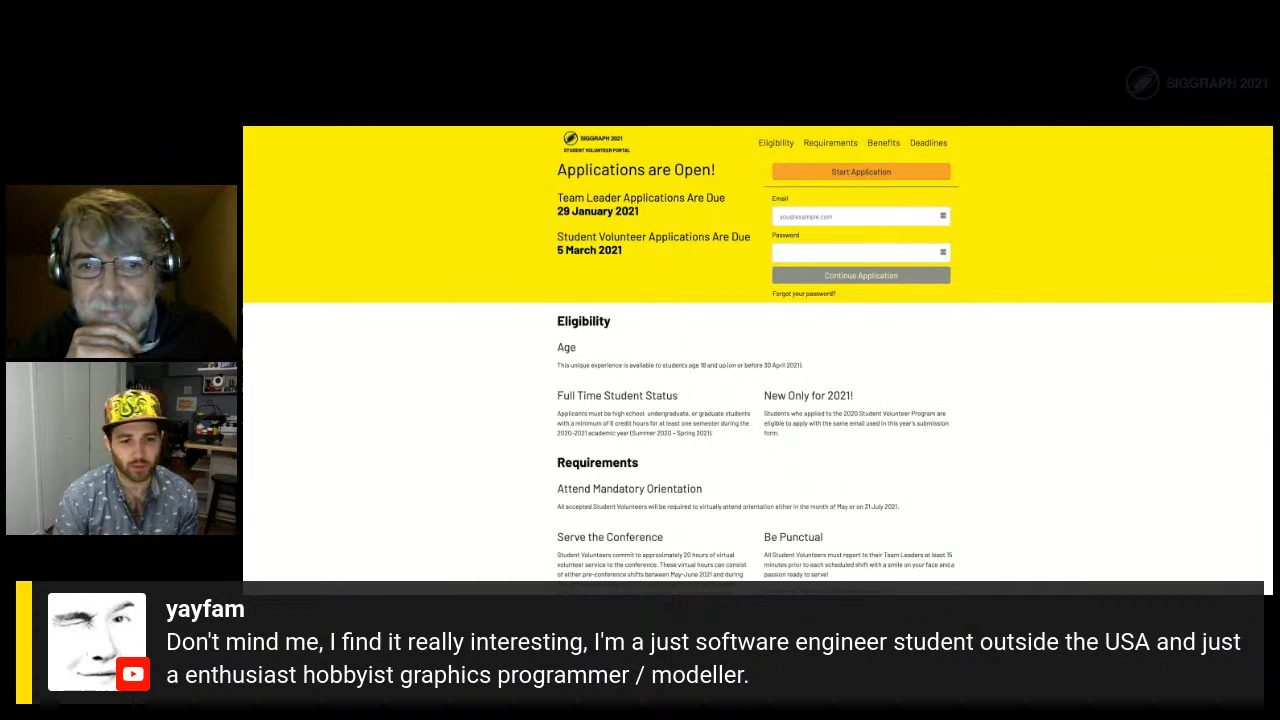 SIGGRAPH 2021
SIGGRAPH 2021
STUDENT VOLUNTEER PORTAL
Eligibility Requirements Benefits Deadlines
Applications are Open!
Team Leader Applications Are Due
29 January 2021
Student Volunteer Applications Are Due
5 March 2021
Start Application
Email
you@example.com
Password
Continue Application
Forgot your password?
Eligibility
Age
This unique experience is available to students age 18 and up (on or before 30 April 2021).
Full Time Student Status
Applicants must be high school, undergraduate, or graduate students
with a minimum of 6 credit hours for at least one semester during the
2020-2021 academic year (Summer 2020 – Spring 2021).
New Only for 2021!
Students who applied to the 2020 Student Volunteer Program are
eligible to apply with the same email used in this year's submission
form.
Requirements
Attend Mandatory Orientation
All accepted Student Volunteers will be required to virtually attend orientation either in the month of May or on 31 July 2021.
Serve the Conference
Student Volunteers commit to approximately 20 hours of virtual
volunteer service to the conference. These virtual hours can consist
of either pre-conference shifts between May-June 2021 and during
Be Punctual
All Student Volunteers must report to their Team Leaders at least 15
minutes prior to each scheduled shift with a smile on your face and a
passion ready to serve!
yayfam
Don't mind me, I find it really interesting, I'm a just software engineer student outside the USA and just
a enthusiast hobbyist graphics programmer / modeller.